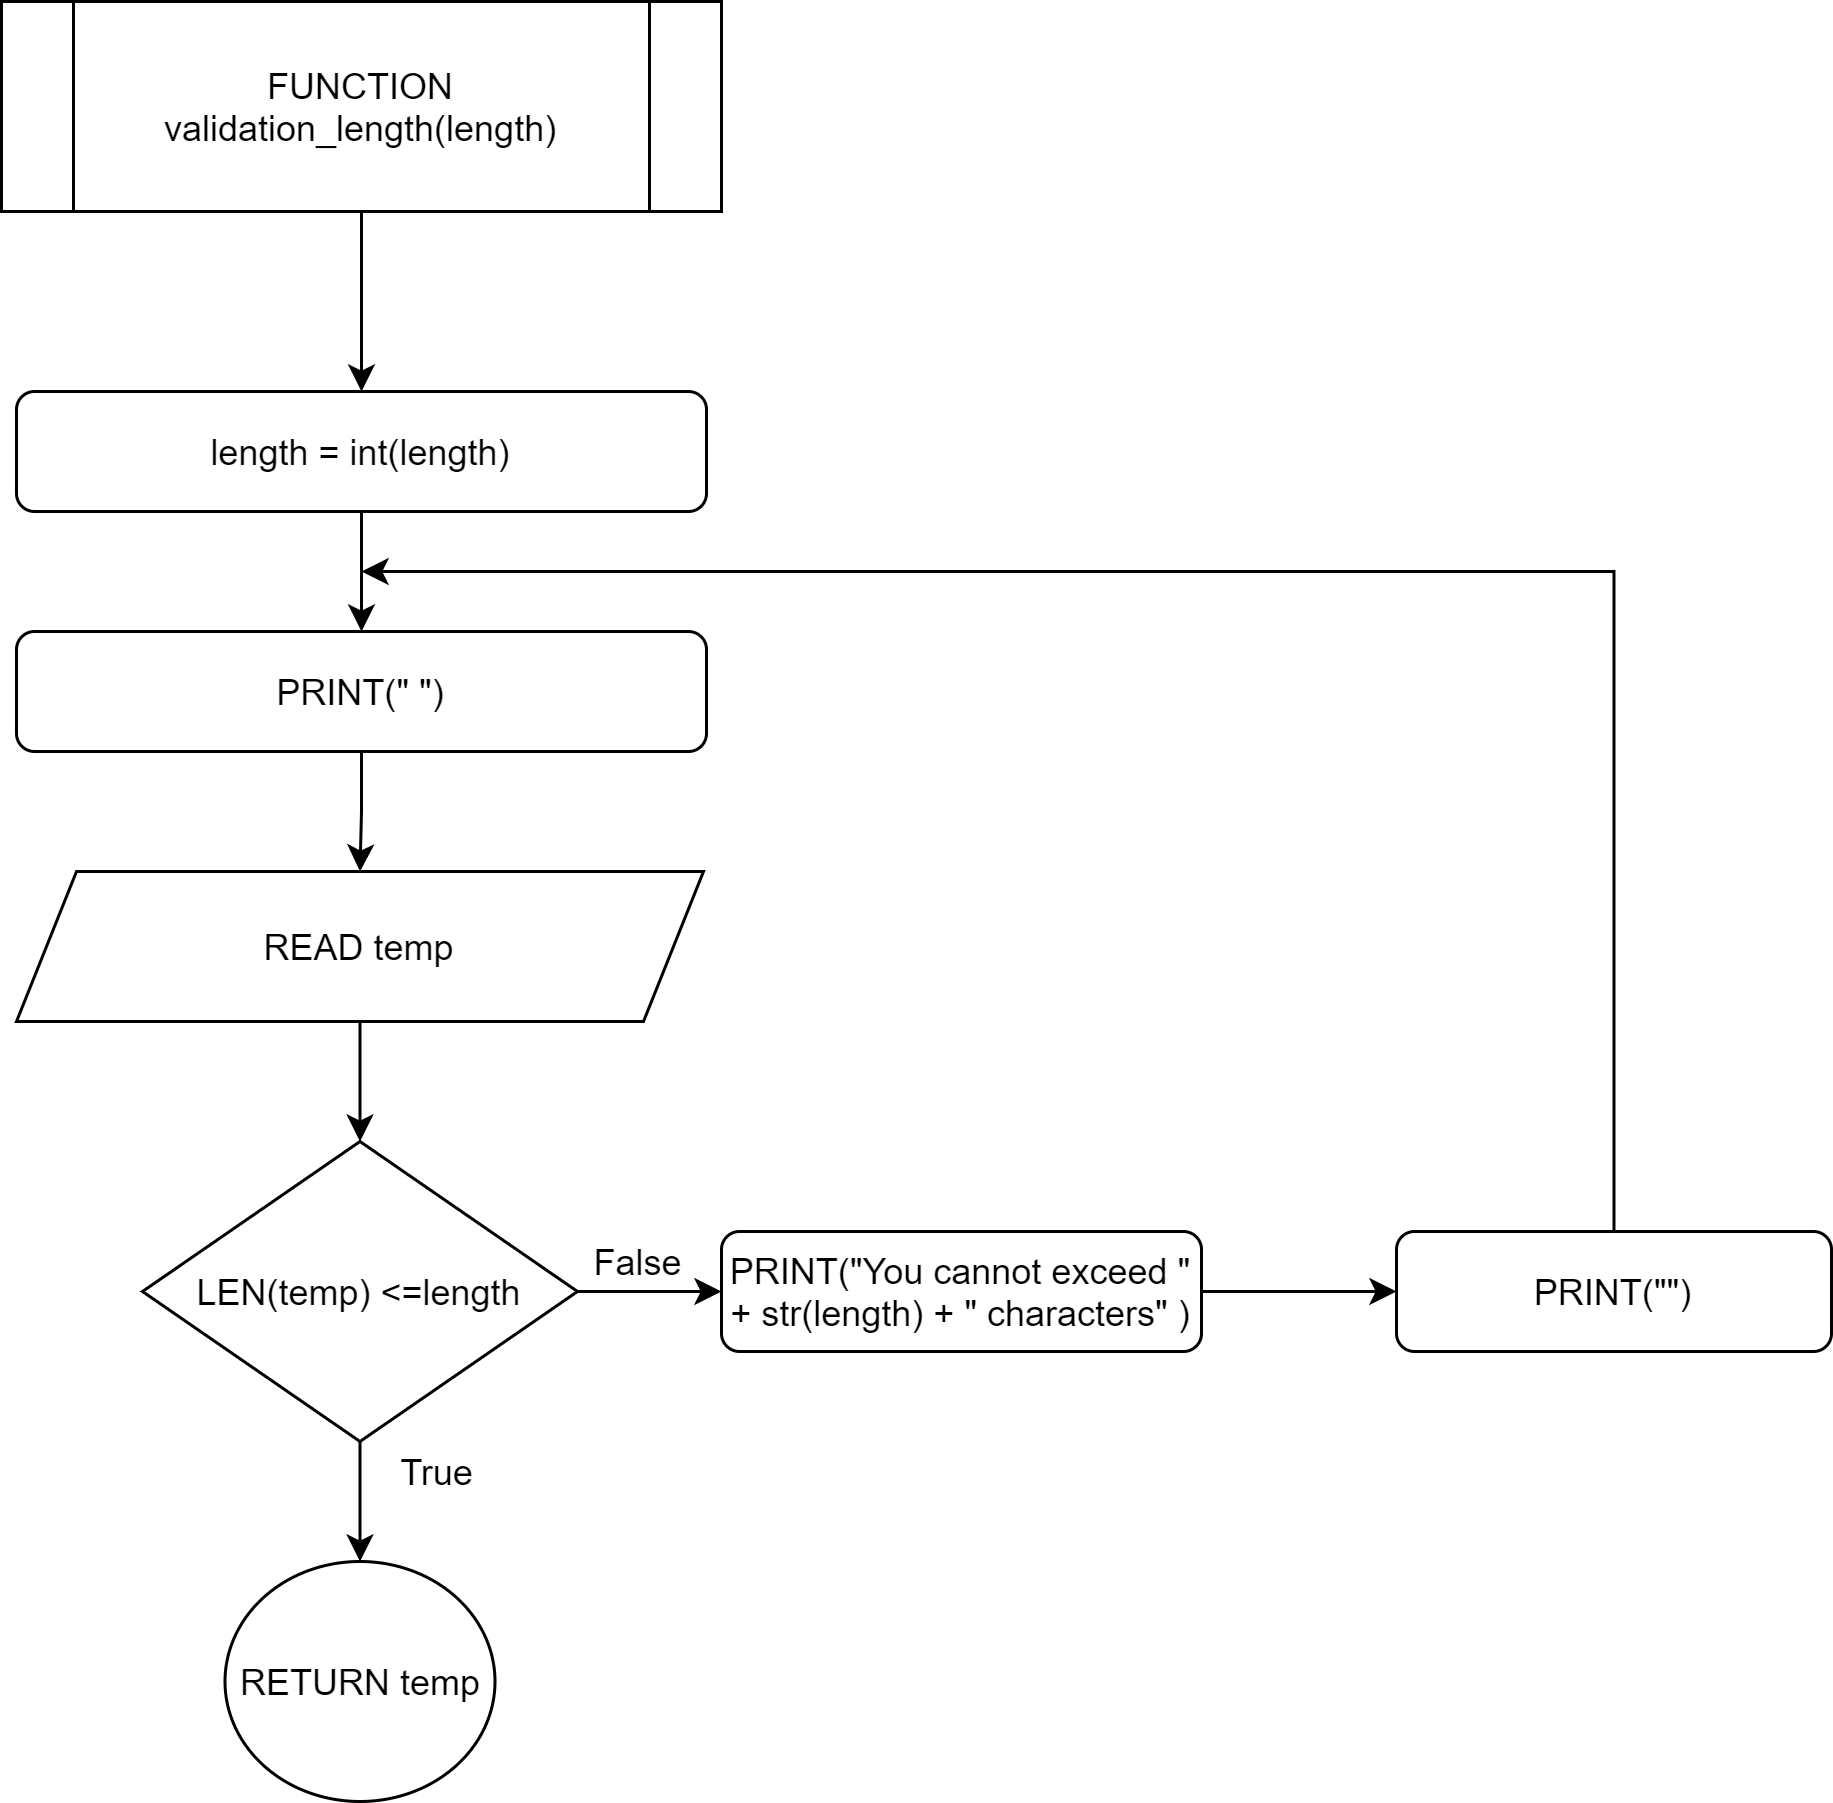 FUNCTION
validation_length(length)
length = int(length)
PRINT(" ")
READ temp
LEN(temp) <=length
False
PRINT("You cannot exceed "
+ str(length) + " characters" )
PRINT("")
True
RETURN temp